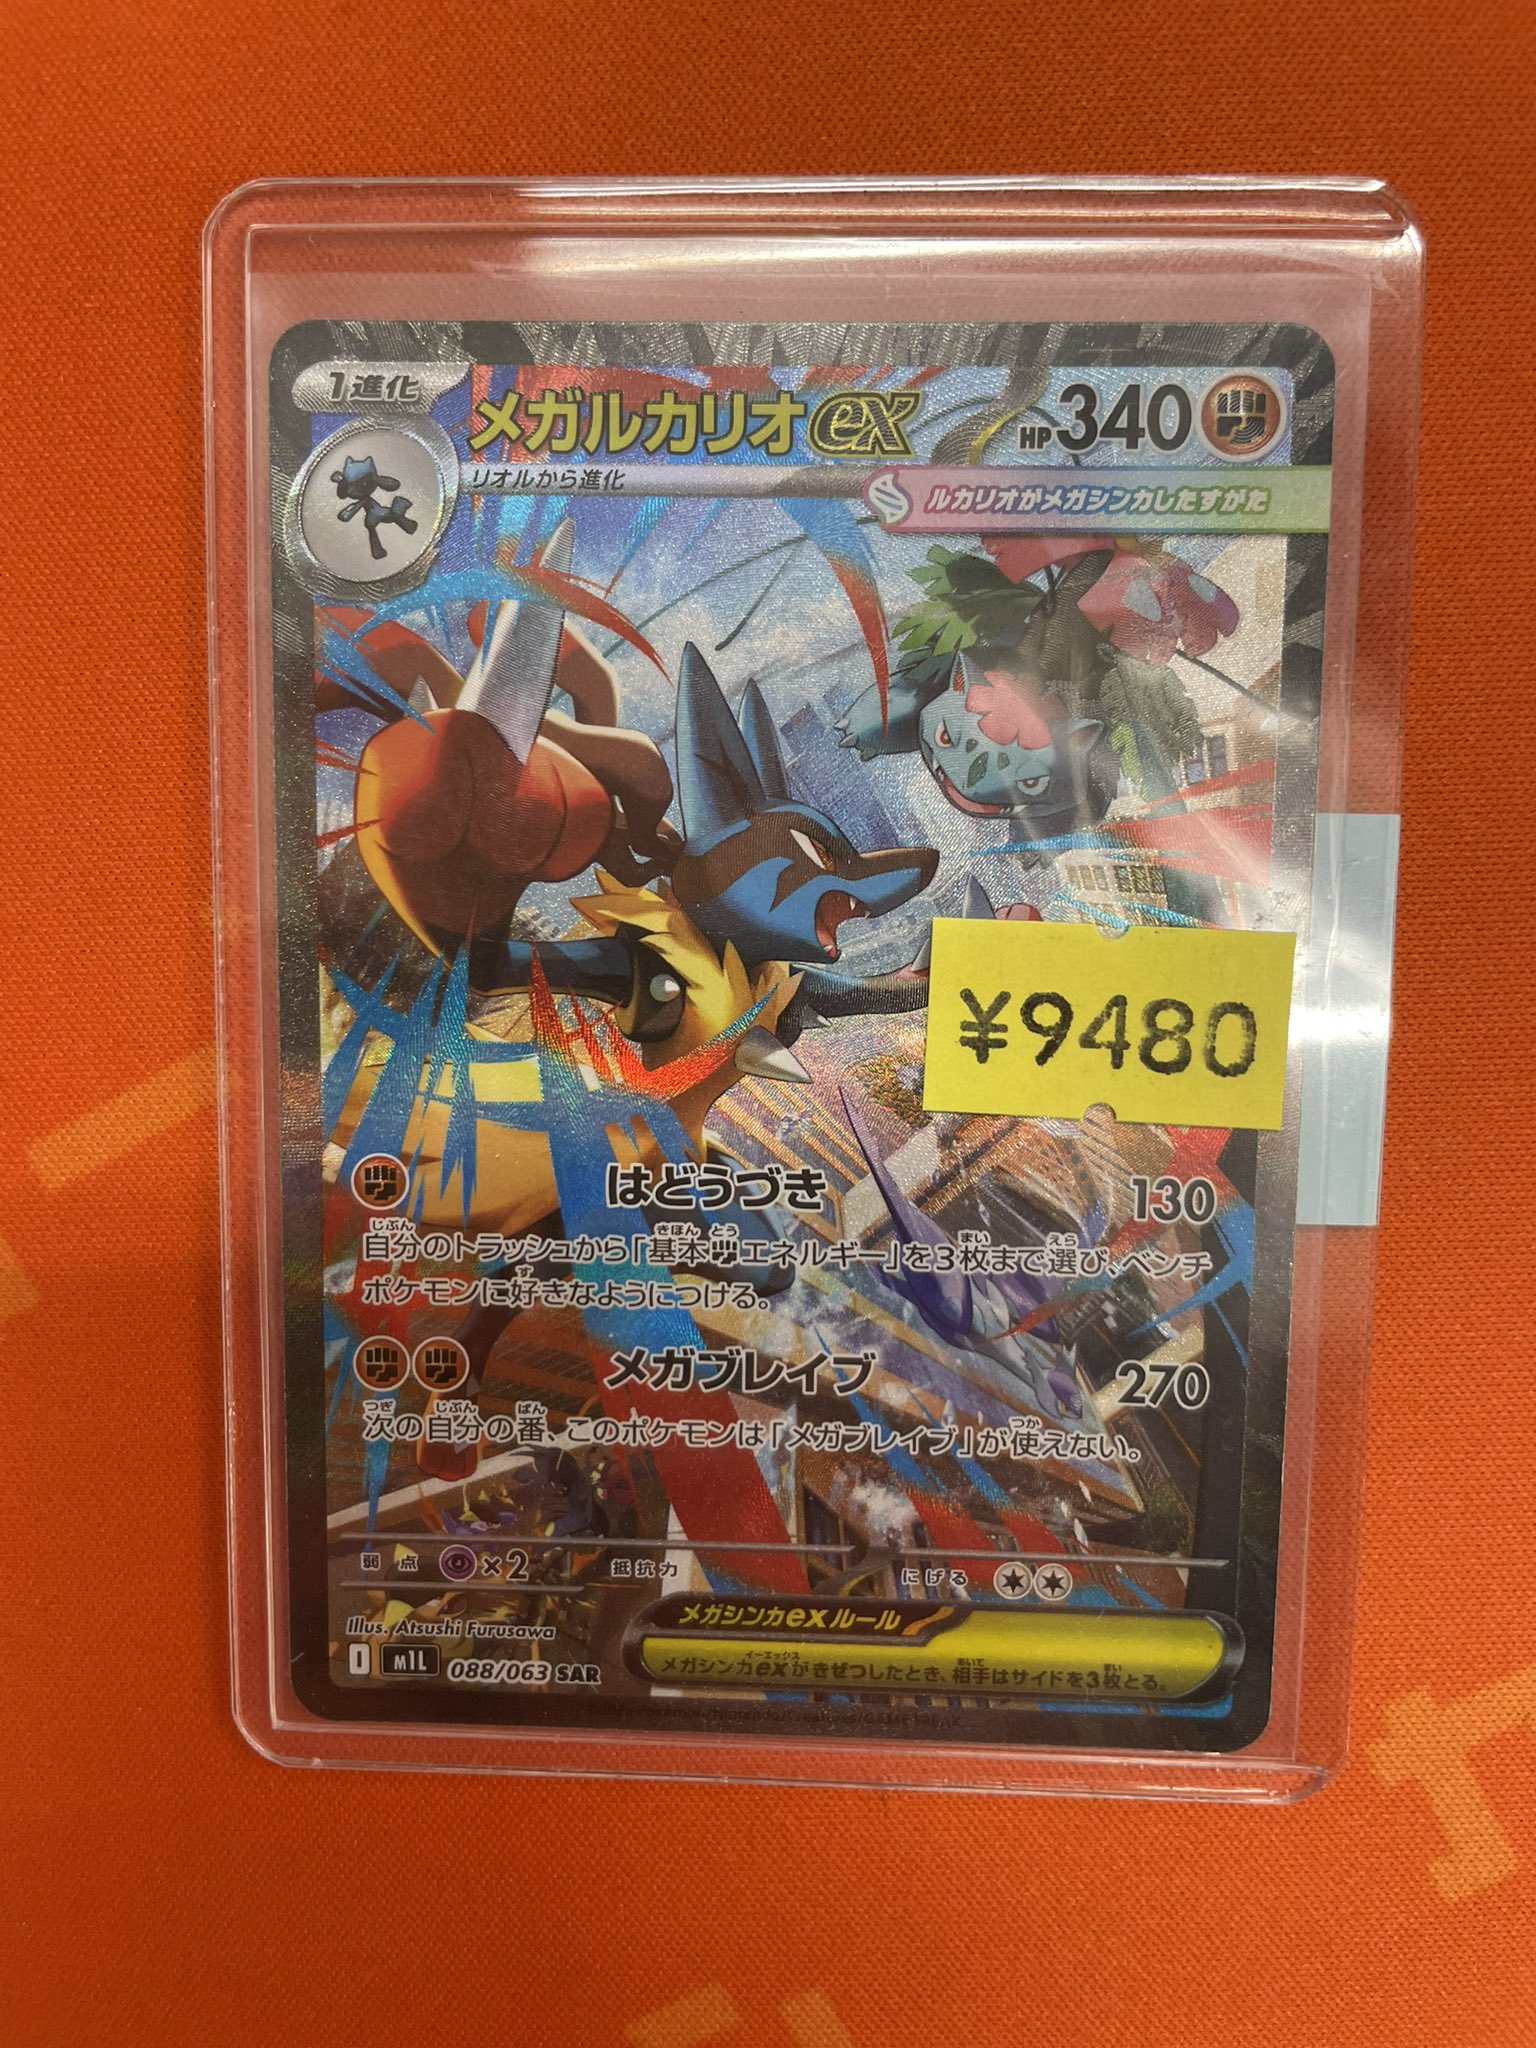 1進化
メガルカリオex
HP340
リオルから進化
ルカリオがメガシンカしたすがた
¥9480
はどうづき 130
自分のトラッシュから「基本エネルギー」を3枚まで選び、ベンチ
ポケモンに好きなようにつける。
メガブレイブ 270
次の自分の番、このポケモンは「メガブレイブ」が使えない。
弱点 ×2 抵抗力 にげる
Illus. Atsushi Furusawa
I M1L 088/063 SAR
メガシンカexルール
メガシンカexがきぜつしたとき、相手はサイドを3枚とる。
©2025 Pokémon/Nintendo/Creatures/GAME FREAK